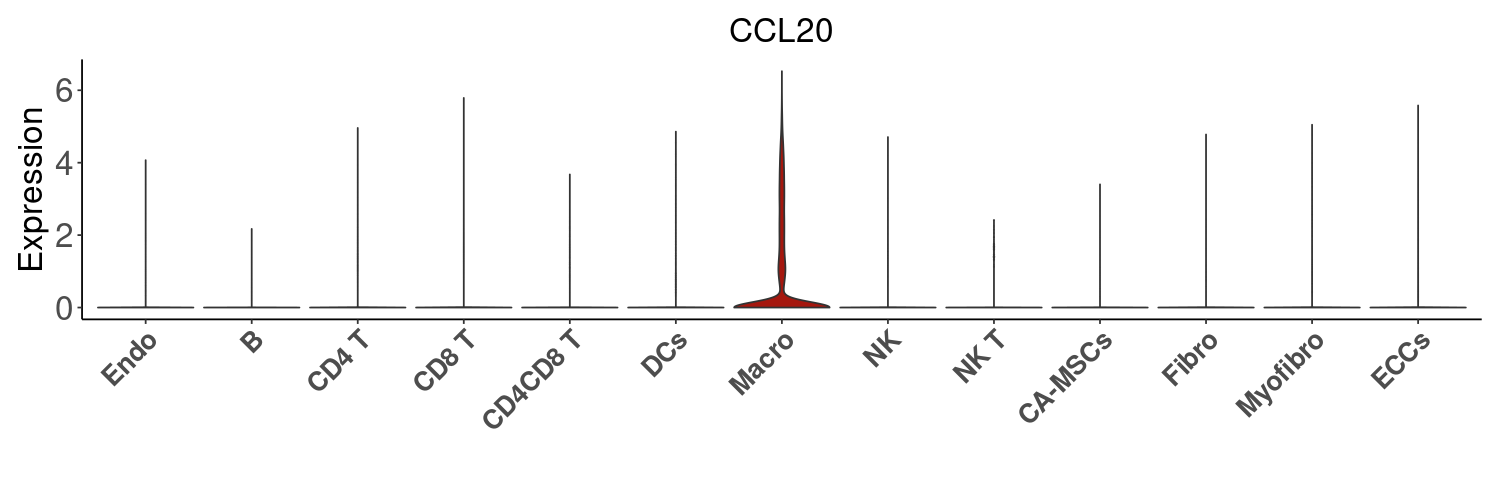 CCL20
Expression
6
4
2
0
Endo
B
CD4 T
CD8 T
CD4CD8 T
DCs
Macro
NK
NK T
CA-MSCs
Fibro
Myofibro
ECCs